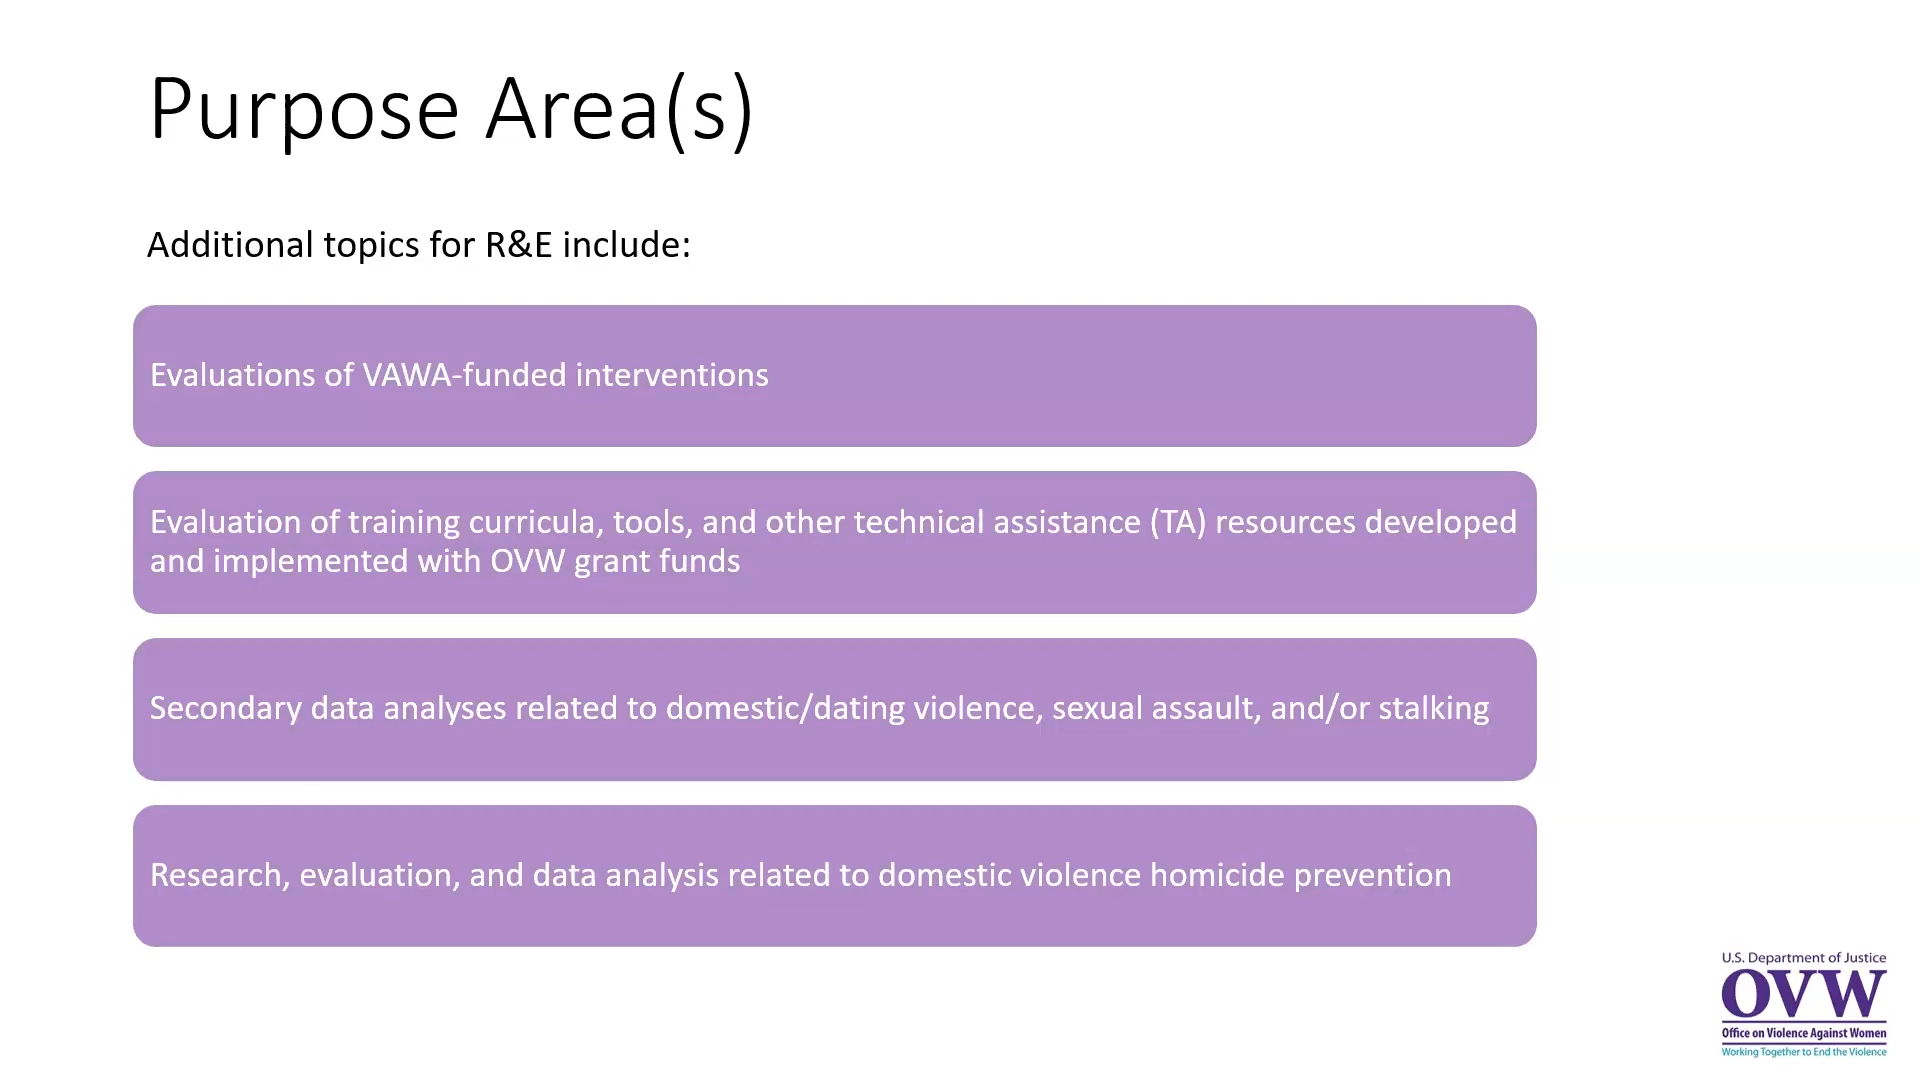 Purpose Area(s)
Additional topics for R&E include:
Evaluations of VAWA-funded interventions
Evaluation of training curricula, tools, and other technical assistance (TA) resources developed
and implemented with OVW grant funds
Secondary data analyses related to domestic/dating violence, sexual assault, and/or stalking
Research, evaluation, and data analysis related to domestic violence homicide prevention
U.S. Department of Justice
OVW
Office on Violence Against Women
Working Together to End the Violence